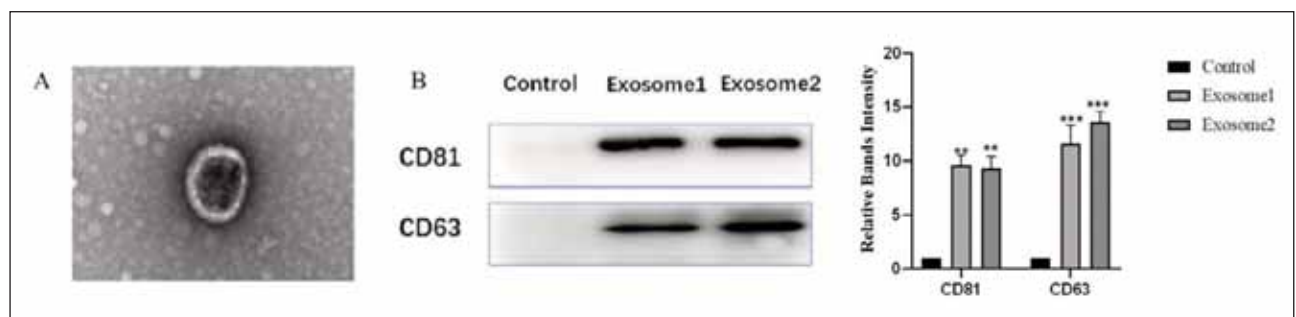 A
B
Control Exosome1 Exosome2
CD81
CD63
Relative Bands Intensity
20
15
10
5
0
** **
*** ***
CD81 CD63
Control
Exosome1
Exosome2